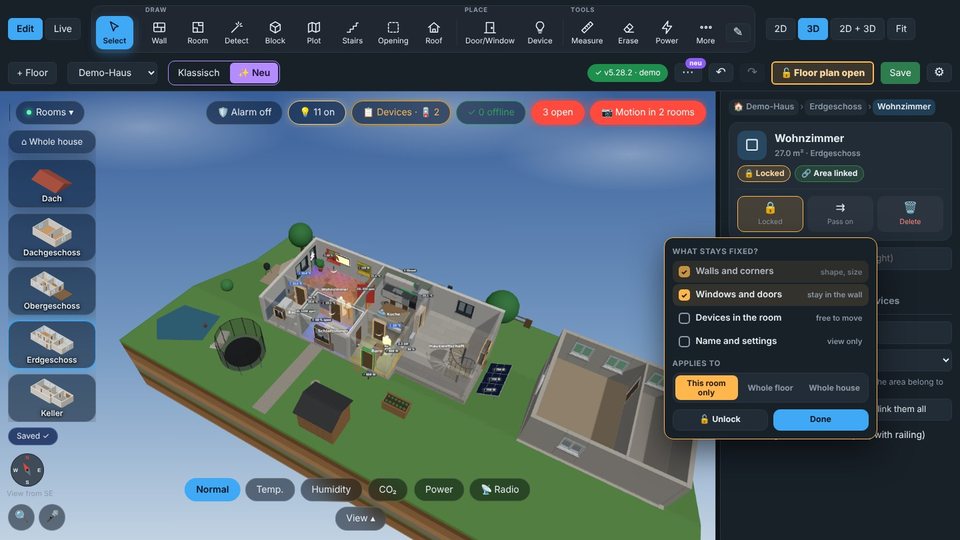 DRAW
PLACE
TOOLS
Edit
Live
Select
Wall
Room
Detect
Block
Plot
Stairs
Opening
Roof
Door/Window
Device
Measure
Erase
Power
More
2D
3D
2D + 3D
Fit
+ Floor
Demo-Haus
Klassisch
✨ Neu
✓ v5.28.2 · demo
neu
🔓 Floor plan open
Save
Rooms ▾
🛡️ Alarm off
💡 11 on
📋 Devices · 🪫 2
✓ 0 offline
3 open
📷 Motion in 2 rooms
🏠 Demo-Haus › Erdgeschoss › Wohnzimmer
⌂ Whole house
Wohnzimmer
27.0 m² · Erdgeschoss
🔒 Locked
🔗 Area linked
Dach
Locked
Pass on
Delete
Dachgeschoss
WHAT STAYS FIXED?
Walls and corners
shape, size
Windows and doors
stay in the wall
Devices in the room
free to move
Name and settings
view only
Obergeschoss
Erdgeschoss
APPLIES TO
This room only
Whole floor
Whole house
🔓 Unlock
Done
ght)
vices
he area belong to
link them all
with railing)
Keller
Saved ✓
W
E
S
View from SE
Normal
Temp.
Humidity
CO₂
Power
📡 Radio
View ▴